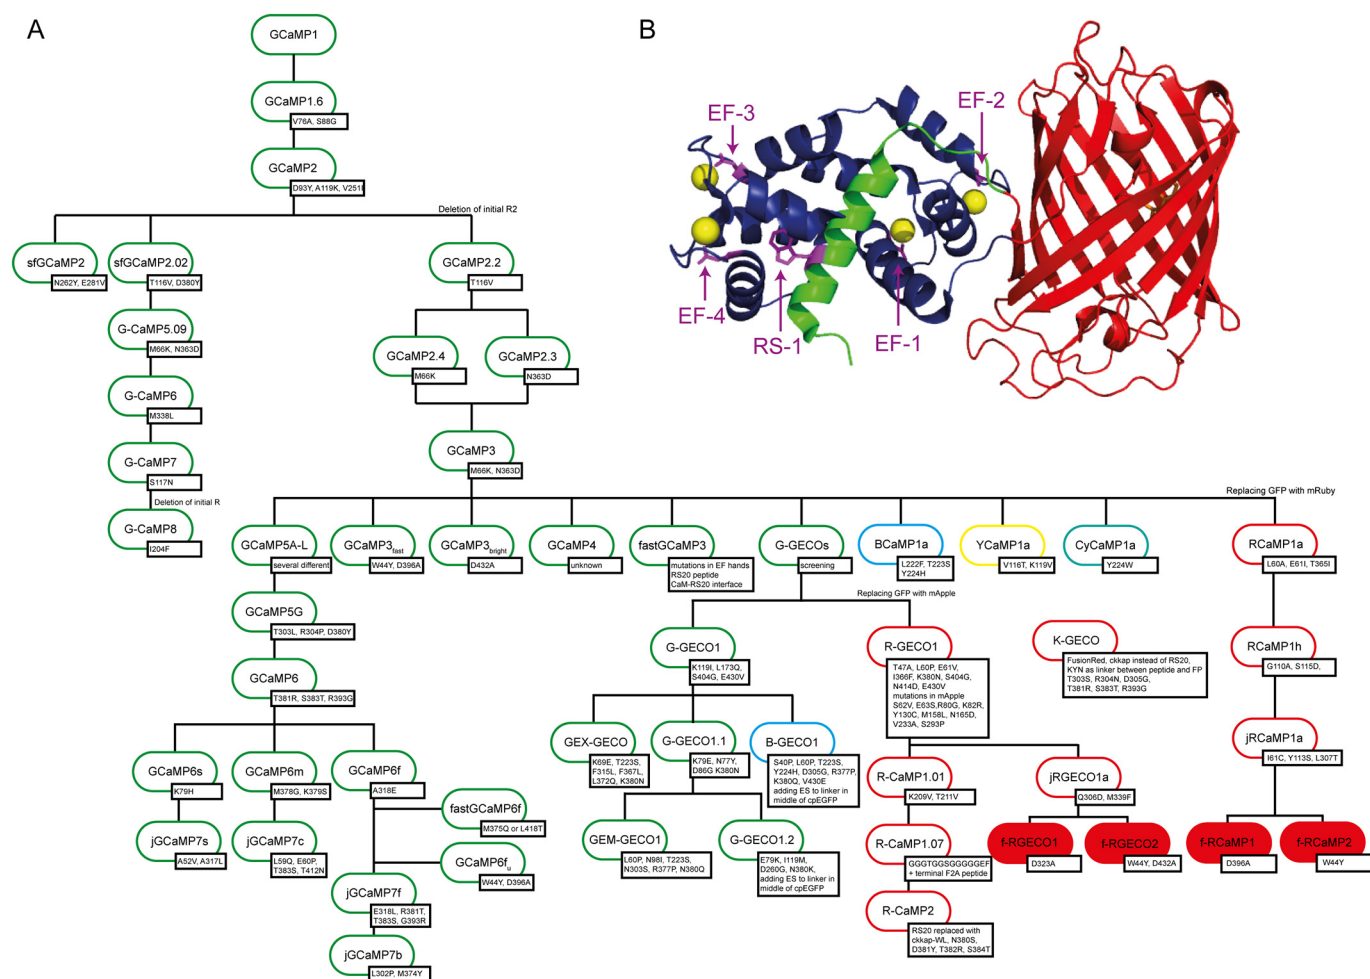 A
B
GCaMP1
GCaMP1.6
V76A, S88G
GCaMP2
D93Y, A119K, V251I
Deletion of initial R2
sfGCaMP2
N262Y, E281V
sfGCaMP2.02
T116V, D380Y
GCaMP2.2
T116V
G-CaMP5.09
M66K, N363D
GCaMP2.4
M66K
GCaMP2.3
N363D
G-CaMP6
M338L
GCaMP3
M66K, N363D
G-CaMP7
S117N
Deletion of initial R
G-CaMP8
I204F
Replacing GFP with mRuby
GCaMP5A-L
several different
GCaMP3fast
W44Y, D396A
GCaMP3bright
D432A
GCaMP4
unknown
fastGCaMP3
mutations in EF hands
RS20 peptide
CaM-RS20 interface
G-GECOs
screening
BCaMP1a
L222F, T223S
Y224H
YCaMP1a
V116T, K119V
CyCaMP1a
Y224W
RCaMP1a
L60A, E61I, T365I
Replacing GFP with mApple
GCaMP5G
T303L, R304P, D380Y
G-GECO1
K119I, L173Q,
S404G, E430V
R-GECO1
T47A, L60P, E61V,
I366F, K380N, S404G,
N414D, E430V
mutations in mApple
S62V, E63S,R80G, K82R,
Y130C, M158L, N165D,
V233A, S293P
K-GECO
FusionRed, ckkap instead of RS20,
KYN as linker between peptide and FP
T303S, R304N, D305G,
T381R, S383T, R393G
RCaMP1h
G110A, S115D,
GCaMP6
T381R, S383T, R393G
GEX-GECO
K69E, T223S,
F315L, F367L,
L372Q, K380N
G-GECO1.1
K79E, N77Y,
D86G K380N
B-GECO1
S40P, L60P, T223S,
Y224H, D305G, R377P,
K380Q, V430E
adding ES to linker in
middle of cpEGFP
jRCaMP1a
I61C, Y113S, L307T
GCaMP6s
K79H
GCaMP6m
M378G, K379S
GCaMP6f
A318E
R-CaMP1.01
K209V, T211V
jRGECO1a
Q306D, M339F
fastGCaMP6f
M375Q or L418T
jGCaMP7s
A52V, A317L
jGCaMP7c
L59Q, E60P,
T383S, T412N
GCaMP6fu
W44Y, D396A
GEM-GECO1
L60P, N98I, T223S,
N303S, R377P, N380Q
G-GECO1.2
E79K, I119M,
D260G, N380K,
adding ES to linker in
middle of cpEGFP
R-CaMP1.07
GGGTGGSGGGGGEF
+ terminal F2A peptide
f-RGECO1
D323A
f-RGECO2
W44Y, D432A
f-RCaMP1
D396A
f-RCaMP2
W44Y
jGCaMP7f
E318L, R381T,
T383S, G393R
R-CaMP2
RS20 replaced with
ckkap-WL, N380S,
D381Y, T382R, S384T
jGCaMP7b
L302P, M374Y
EF-3
EF-2
EF-4
RS-1
EF-1